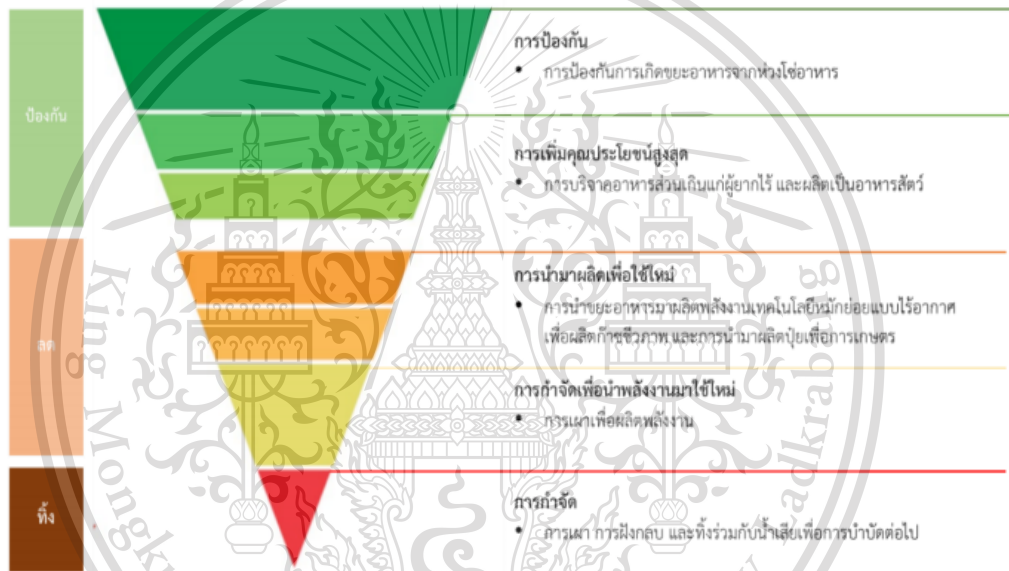 ป้องกัน
การป้องกัน
• การป้องกันการเกิดขยะอาหารจากห่วงโซ่อาหาร
การเพิ่มคุณประโยชน์สูงสุด
• การบริจาคอาหารส่วนเกินแก่ผู้ยากไร้ และผลิตเป็นอาหารสัตว์
ลด
การนำมาผลิตเพื่อใช้ใหม่
• การนำขยะอาหารมาผลิตพลังงานเทคโนโลยีหมักย่อยแบบไร้อากาศ
เพื่อผลิตก๊าซชีวภาพ และการนำมาผลิตปุ๋ยเพื่อการเกษตร
การกำจัดเพื่อนำพลังงานมาใช้ใหม่
• การเผาเพื่อผลิตพลังงาน
ทิ้ง
การกำจัด
• การเผา การฝังกลบ และทิ้งร่วมกับน้ำเสียเพื่อการบำบัดต่อไป
King Mongk
adkrabang